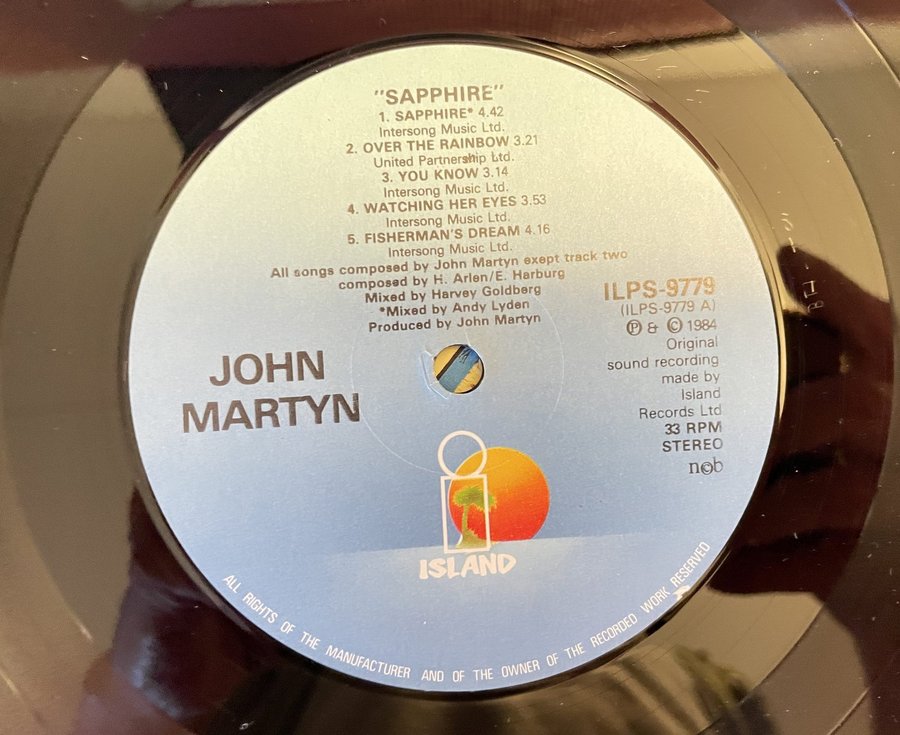 "SAPPHIRE"
1. SAPPHIRE* 4.42
Intersong Music Ltd.
2. OVER THE RAINBOW 3.21
United Partnership Ltd.
3. YOU KNOW 3.14
Intersong Music Ltd.
4. WATCHING HER EYES 3.53
Intersong Music Ltd.
5. FISHERMAN'S DREAM 4.16
Intersong Music Ltd.
All songs composed by John Martyn exept track two
composed by H. Arlen/E. Harburg
Mixed by Harvey Goldberg
*Mixed by Andy Lyden
Produced by John Martyn
JOHN
MARTYN
ILPS-9779
(ILPS-9779 A)
℗ & © 1984
Original
sound recording
made by
Island
Records Ltd
33 RPM
STEREO
ncb
ISLAND
ALL RIGHTS OF THE MANUFACTURER AND OF THE OWNER OF THE RECORDED WORK RESERVED